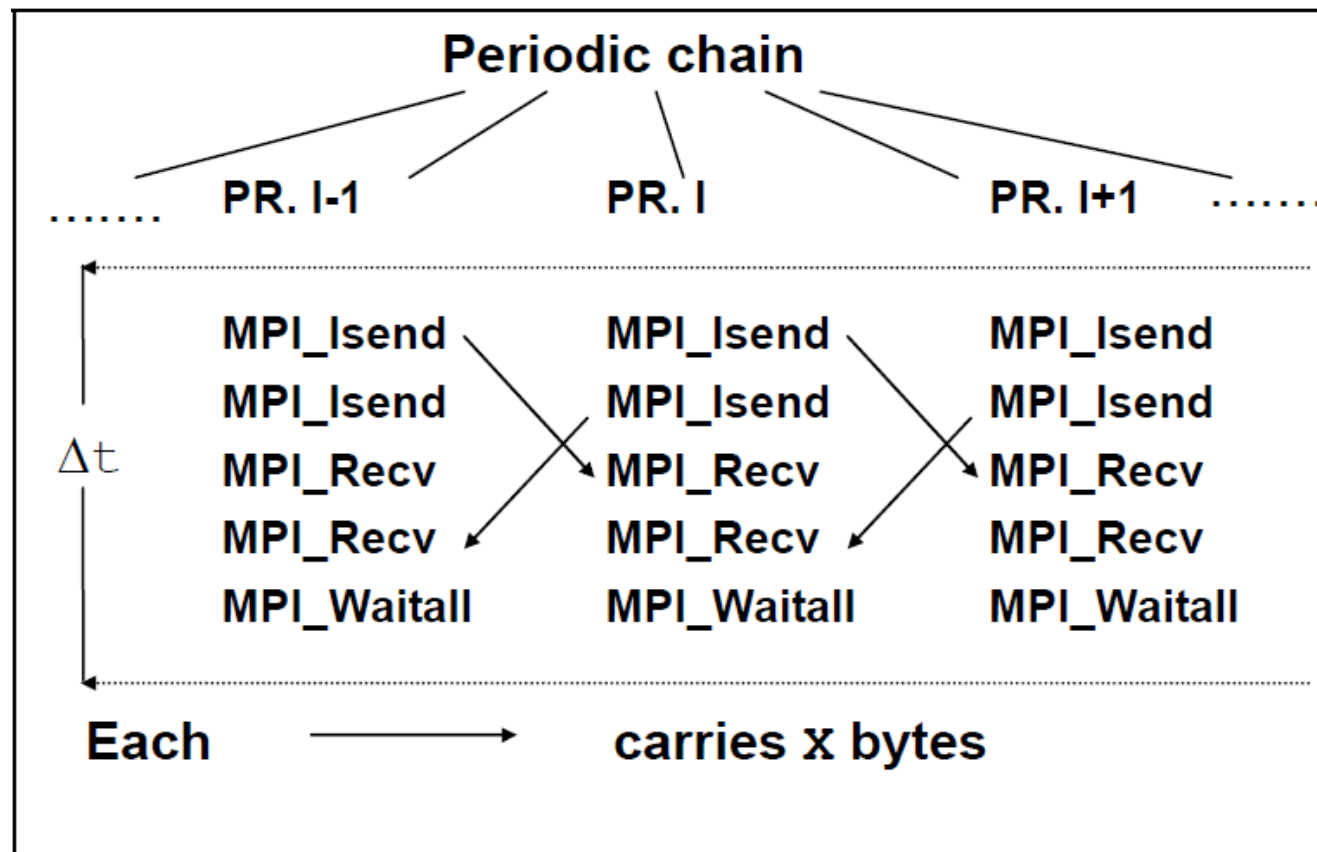 Periodic chain
....... PR. I-1 PR. I PR. I+1 .......
MPI_Isend MPI_Isend MPI_Isend
MPI_Isend MPI_Isend MPI_Isend
Δt MPI_Recv MPI_Recv MPI_Recv
MPI_Recv MPI_Recv MPI_Recv
MPI_Waitall MPI_Waitall MPI_Waitall
Each carries x bytes